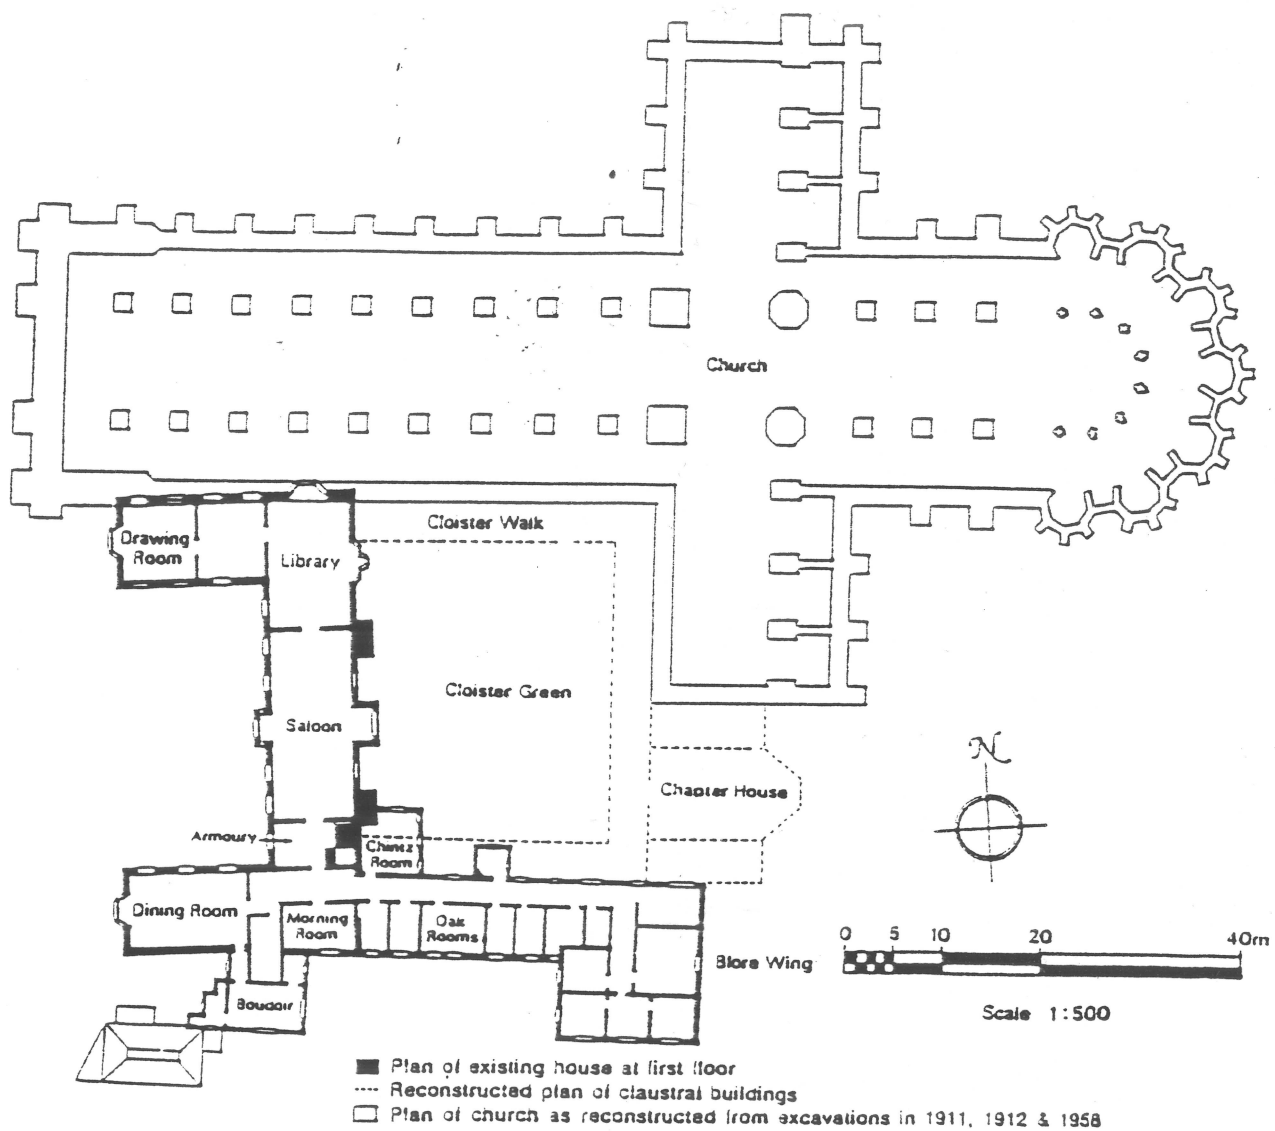 Church
Cloister Walk
Drawing
Room
Library
Cloister Green
Saloon
N
Chapter House
Armoury
Chintz
Room
Dining Room
Morning
Room
Oak
Rooms
0 5 10 20 40m
Blore Wing
Scale 1:500
Boudoir
Plan of existing house at first floor
Reconstructed plan of claustral buildings
Plan of church as reconstructed from excavations in 1911, 1912 & 1958